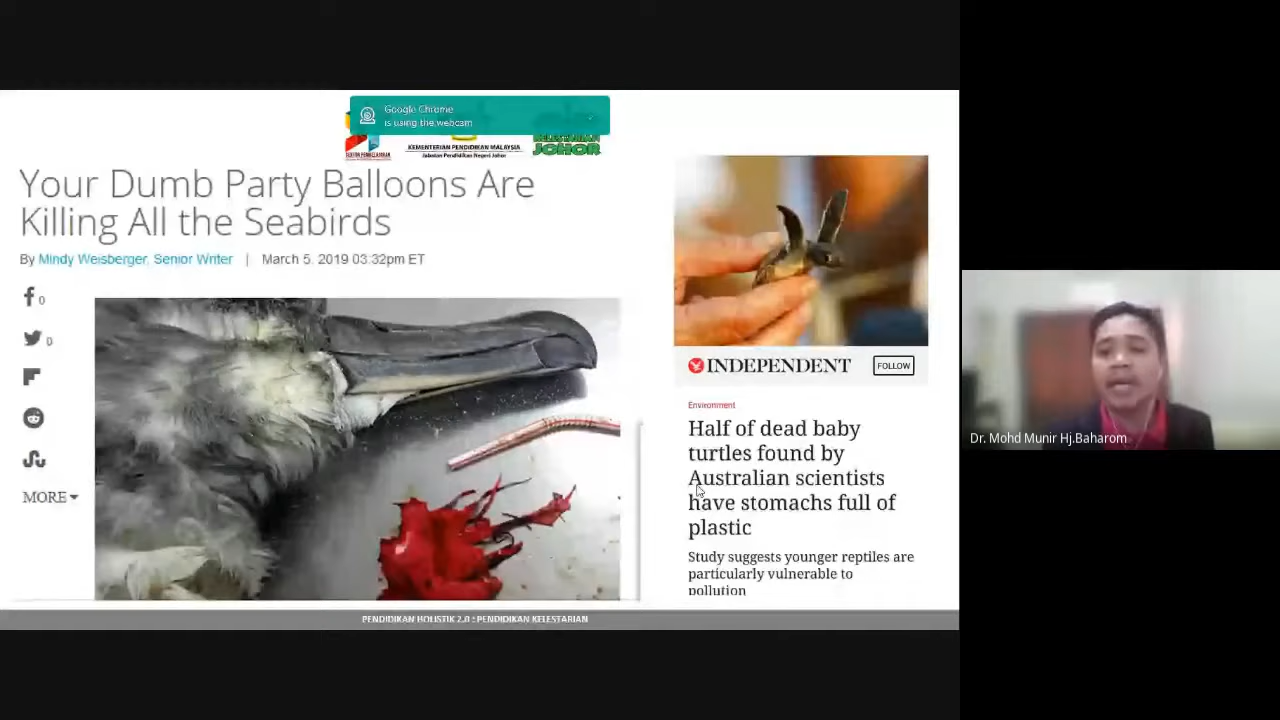 Google Chrome
is using the webcam
KEMENTERIAN PENDIDIKAN MALAYSIA
Jabatan Pendidikan Negeri Johor
JOHOR
Your Dumb Party Balloons Are
Killing All the Seabirds
By Mindy Weisberger, Senior Writer | March 5, 2019 03:32pm ET
0
0
MORE
INDEPENDENT
FOLLOW
Environment
Half of dead baby
turtles found by
Australian scientists
have stomachs full of
plastic
Study suggests younger reptiles are
particularly vulnerable to
pollution
Dr. Mohd Munir Hj.Baharom
PENDIDIKAN HOLISTIK 2.0 : PENDIDIKAN KELESTARIAN